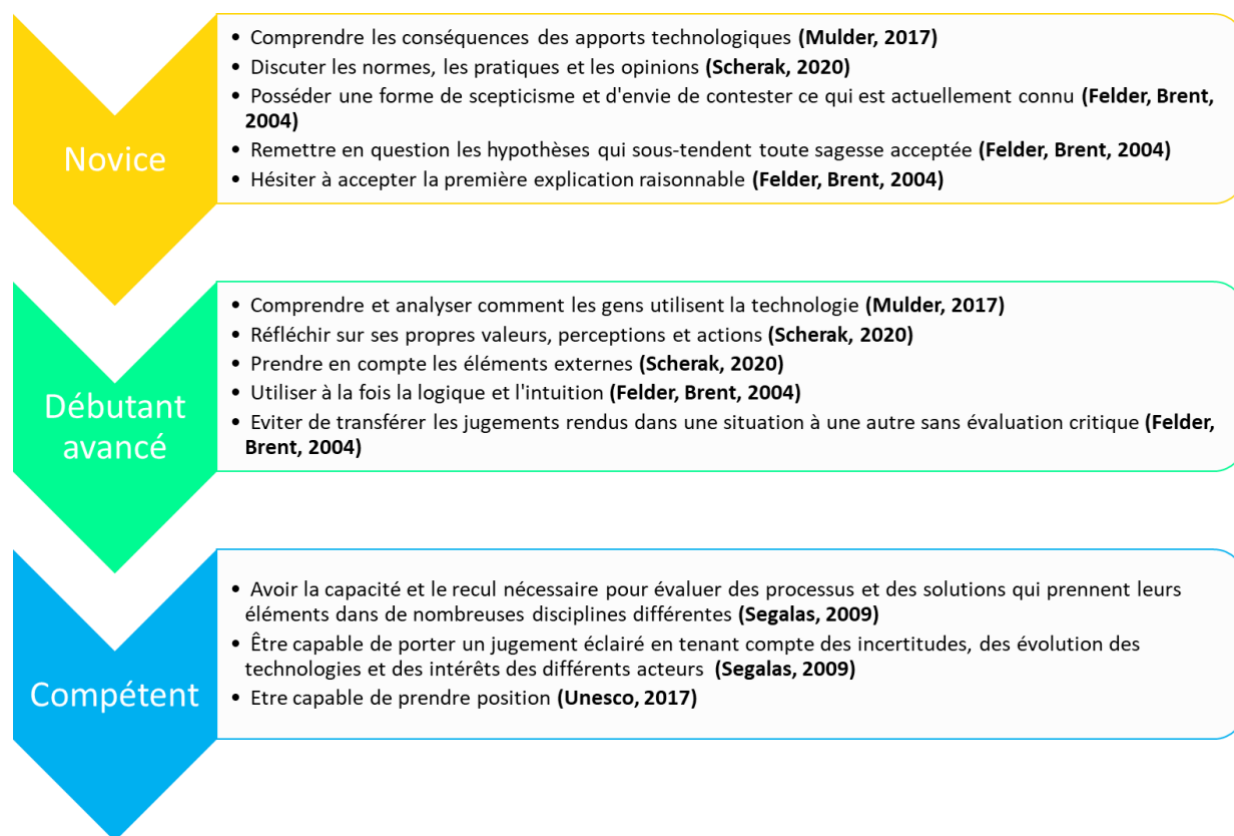 Novice
• Comprendre les conséquences des apports technologiques (Mulder, 2017)
• Discuter les normes, les pratiques et les opinions (Scherak, 2020)
• Posséder une forme de scepticisme et d'envie de contester ce qui est actuellement connu (Felder, Brent,
2004)
• Remettre en question les hypothèses qui sous-tendent toute sagesse acceptée (Felder, Brent, 2004)
• Hésiter à accepter la première explication raisonnable (Felder, Brent, 2004)
Débutant
avancé
• Comprendre et analyser comment les gens utilisent la technologie (Mulder, 2017)
• Réfléchir sur ses propres valeurs, perceptions et actions (Scherak, 2020)
• Prendre en compte les éléments externes (Scherak, 2020)
• Utiliser à la fois la logique et l'intuition (Felder, Brent, 2004)
• Eviter de transférer les jugements rendus dans une situation à une autre sans évaluation critique (Felder,
Brent, 2004)
Compétent
• Avoir la capacité et le recul nécessaire pour évaluer des processus et des solutions qui prennent leurs
éléments dans de nombreuses disciplines différentes (Segalas, 2009)
• Être capable de porter un jugement éclairé en tenant compte des incertitudes, des évolution des
technologies et des intérêts des différents acteurs (Segalas, 2009)
• Etre capable de prendre position (Unesco, 2017)